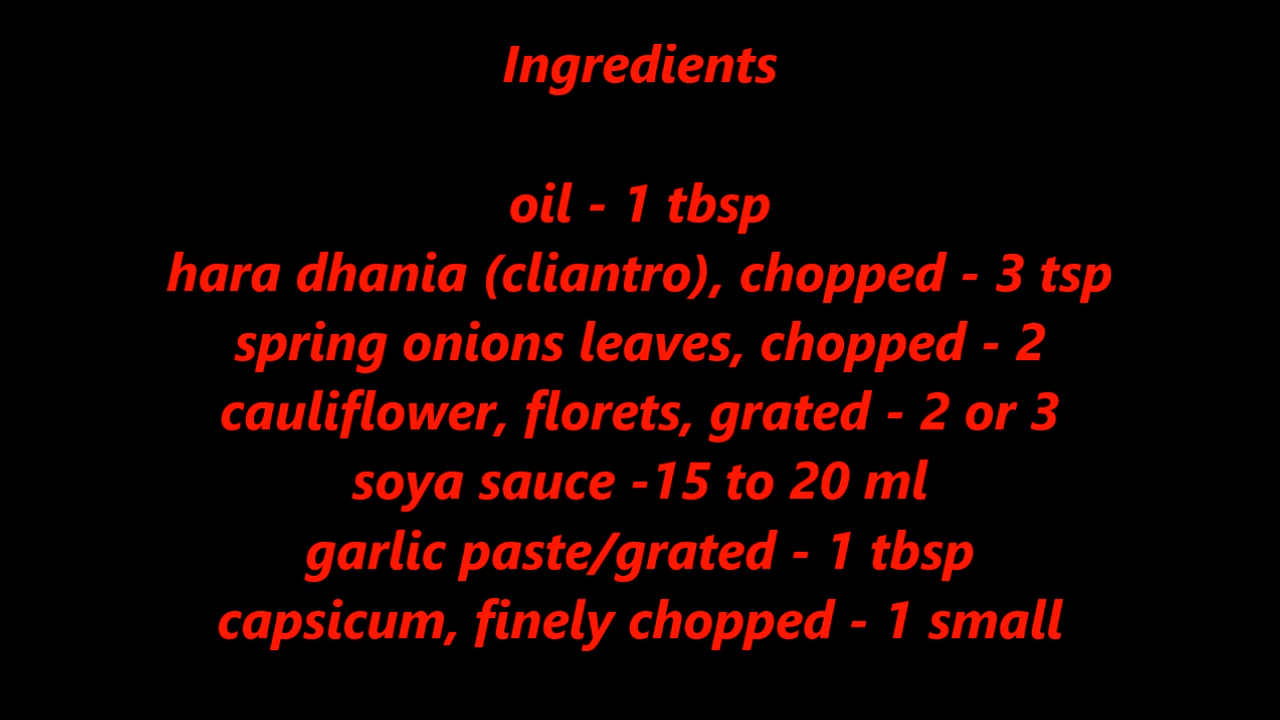 Ingredients
oil - 1 tbsp
hara dhania (cliantro), chopped - 3 tsp
spring onions leaves, chopped - 2
cauliflower, florets, grated - 2 or 3
soya sauce -15 to 20 ml
garlic paste/grated - 1 tbsp
capsicum, finely chopped - 1 small